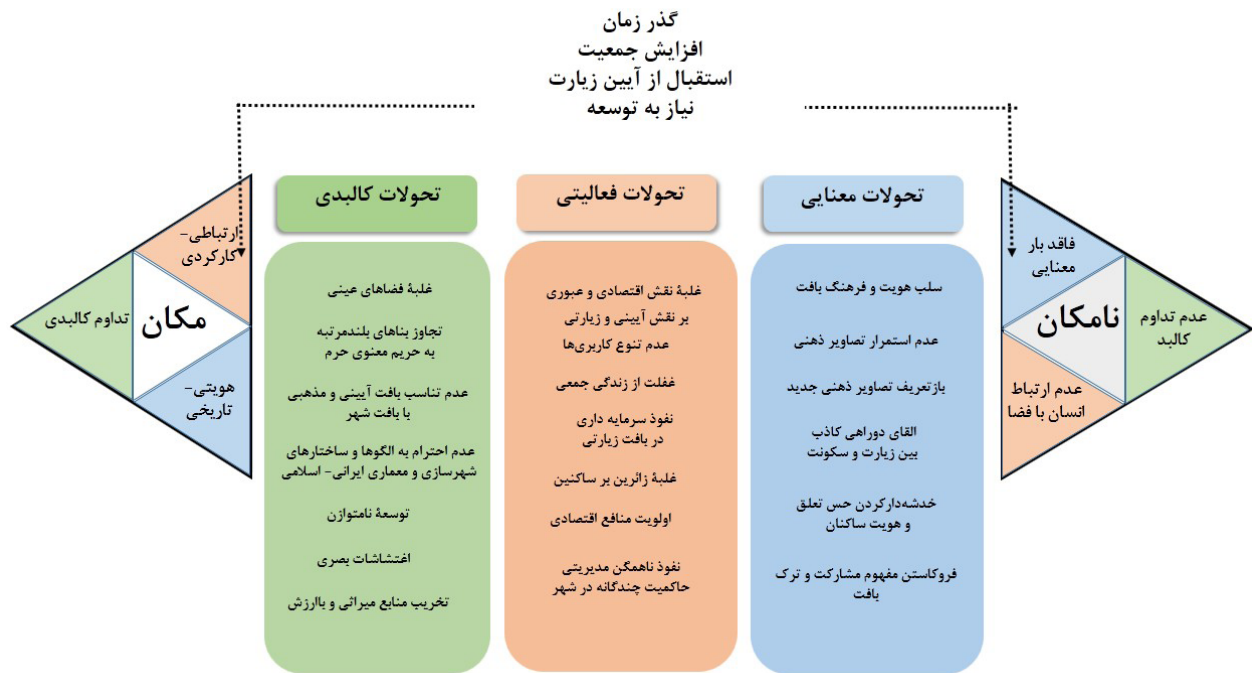 گذر زمان
افزایش جمعیت
استقبال از آیین زیارت
نیاز به توسعه
فاقد بار
معنایی
نامکان
عدم تداوم
کالبد
عدم ارتباط
انسان با فضا
تحولات معنایی
سلب هویت و فرهنگ بافت
عدم استمرار تصاویر ذهنی
بازتعریف تصاویر ذهنی جدید
القای دوراهی کاذب
بین زیارت و سکونت
خدشه‌دارکردن حس تعلق
و هویت ساکنان
فروکاستن مفهوم مشارکت و ترک
بافت
تحولات فعالیتی
غلبهٔ نقش اقتصادی و عبوری
بر نقش آیینی و زیارتی
عدم تنوع کاربری‌ها
غفلت از زندگی جمعی
نفوذ سرمایه داری
در بافت زیارتی
غلبهٔ زائرین بر ساکنین
اولویت منافع اقتصادی
نفوذ ناهمگن مدیریتی
حاکمیت چندگانه در شهر
تحولات کالبدی
غلبهٔ فضاهای عینی
تجاوز بناهای بلندمرتبه
به حریم معنوی حرم
عدم تناسب بافت آیینی و مذهبی
با بافت شهر
عدم احترام به الگوها و ساختارهای
شهرسازی و معماری ایرانی- اسلامی
توسعهٔ نامتوازن
اغتشاشات بصری
تخریب منابع میراثی و باارزش
ارتباطی-
کارکردی
مکان
تداوم کالبدی
هویتی-
تاریخی